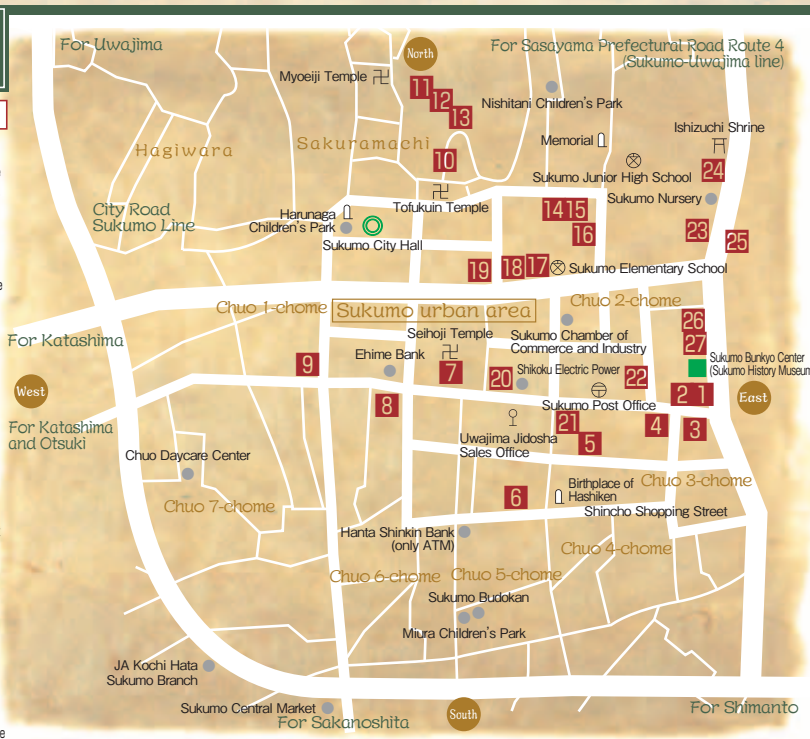 For Uwajima
North
For Sasayama Prefectural Road Route 4
(Sukumo-Uwajima line)
Myoeiji Temple
11
12
13
Nishitani Children's Park
Hagiwara
Sakuramachi
10
Memorial
Ishizuchi Shrine
Sukumo Junior High School
24
City Road
Sukumo Line
Harunaga
Children's Park
Tofukuin Temple
Sukumo Nursery
14
15
16
23
25
Sukumo City Hall
19
18
17
Sukumo Elementary School
Chuo 1-chome
Sukumo urban area
Chuo 2-chome
26
27
For Katashima
Seihoji Temple
Sukumo Chamber of
Commerce and Industry
Ehime Bank
Sukumo Bunkyo Center
(Sukumo History Museum
9
7
20
Shikoku Electric Power
22
West
East
8
Sukumo Post Office
2
1
For Katashima
and Otsuki
21
5
4
3
Uwajima Jidosha
Sales Office
Chuo Daycare Center
Chuo 7-chome
6
Birthplace of
Hashiken
Chuo 3-chome
Shincho Shopping Street
Hanta Shinkin Bank
(only ATM)
Chuo 4-chome
Chuo 6-chome
Chuo 5-chome
Sukumo Budokan
Miura Children's Park
JA Kochi Hata
Sukumo Branch
Sukumo Central Market
For Sakanoshita
South
For Shimanto